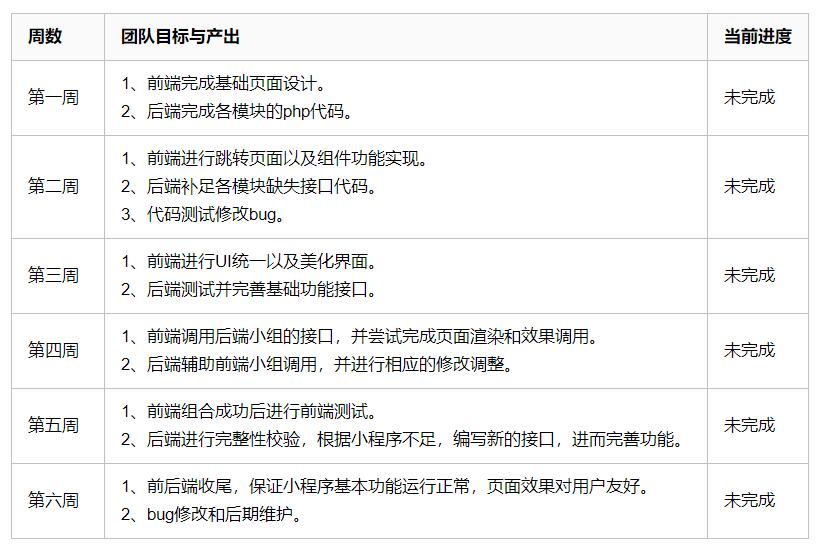 周数 团队目标与产出 当前进度
第一周
1、前端完成基础页面设计。
2、后端完成各模块的php代码。
未完成
第二周
1、前端进行跳转页面以及组件功能实现。
2、后端补足各模块缺失接口代码。
3、代码测试修改bug。
未完成
第三周
1、前端进行UI统一以及美化界面。
2、后端测试并完善基础功能接口。
未完成
第四周
1、前端调用后端小组的接口，并尝试完成页面渲染和效果调用。
2、后端辅助前端小组调用，并进行相应的修改调整。
未完成
第五周
1、前端组合成功后进行前端测试。
2、后端进行完整性校验，根据小程序不足，编写新的接口，进而完善功能。
未完成
第六周
1、前后端收尾，保证小程序基本功能运行正常，页面效果对用户友好。
2、bug修改和后期维护。
未完成